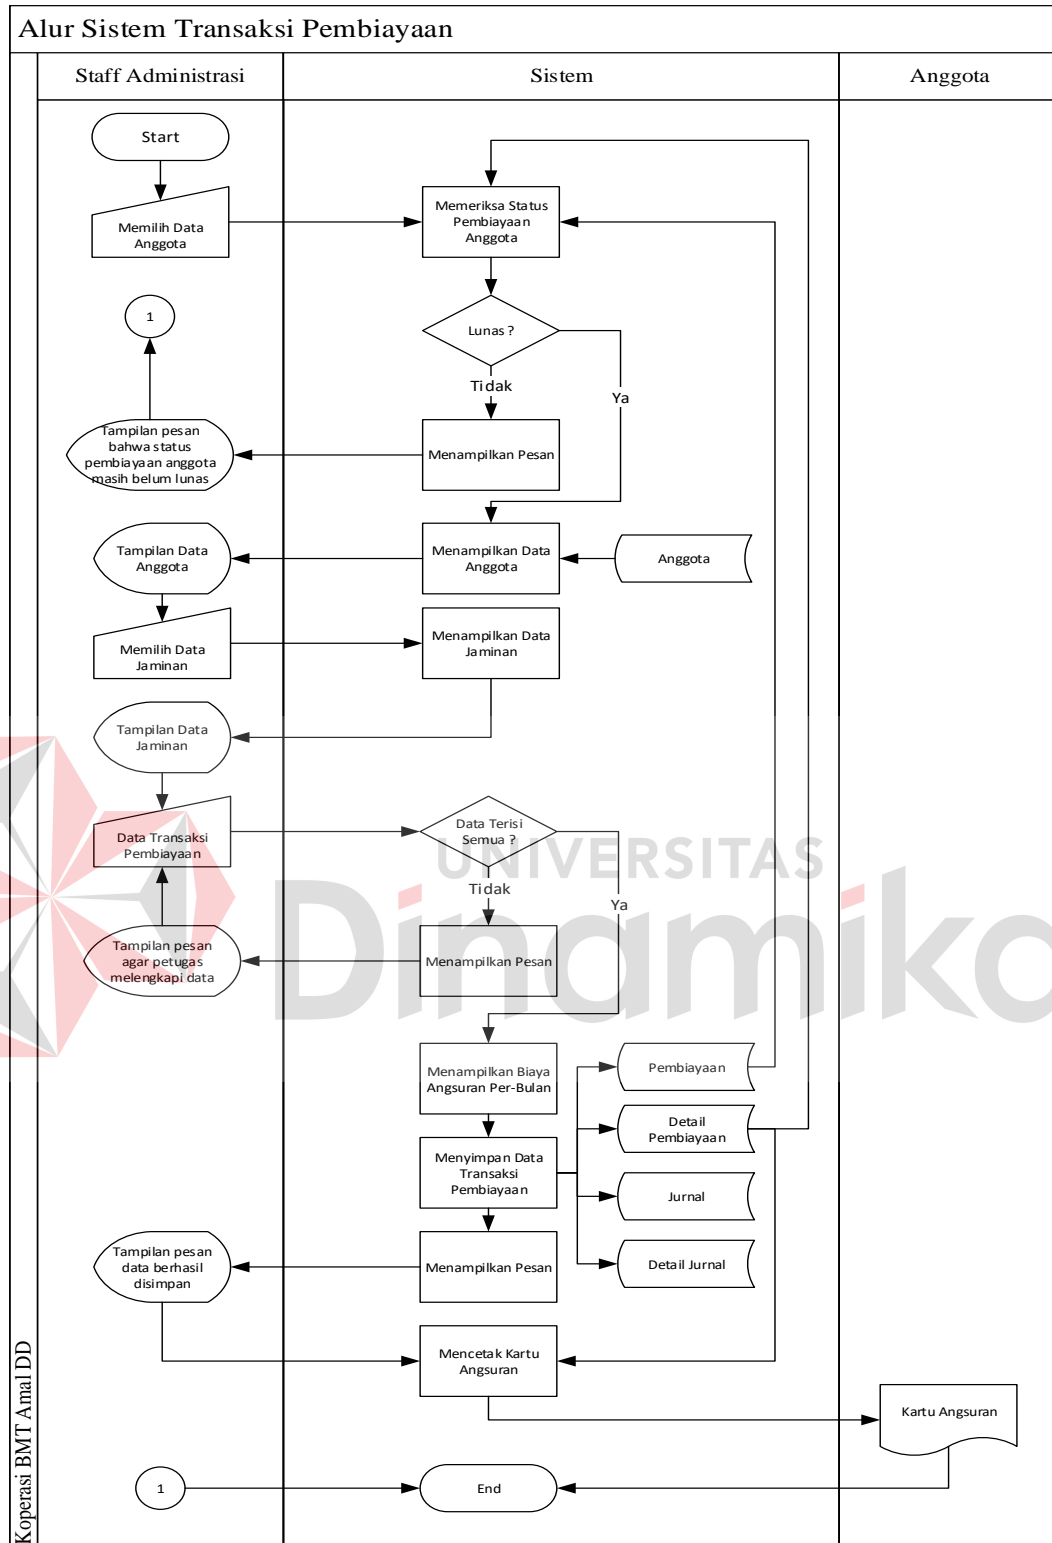 Alur Sistem Transaksi Pembiayaan
Staff Administrasi
Sistem
Anggota
Start
Memilih Data
Anggota
Memeriksa Status
Pembiayaan
Anggota
1
Lunas ?
Tidak
Ya
Tampilan pesan
bahwa status
pembiayaan anggota
masih belum lunas
Menampilkan Pesan
Tampilan Data
Anggota
Menampilkan Data
Anggota
Anggota
Memilih Data
Jaminan
Menampilkan Data
Jaminan
Tampilan Data
Jaminan
Data Transaksi
Pembiayaan
Data Terisi
Semua ?
UNIVERSITAS
Dinamika
Tidak
Ya
Tampilan pesan
agar petugas
melengkapi data
Menampilkan Pesan
Menampilkan Biaya
Angsuran Per-Bulan
Pembiayaan
Detail
Pembiayaan
Menyimpan Data
Transaksi
Pembiayaan
Jurnal
Tampilan pesan
data berhasil
disimpan
Menampilkan Pesan
Detail Jurnal
Mencetak Kartu
Angsuran
Kartu Angsuran
1
End
Koperasi BMT Amal DD